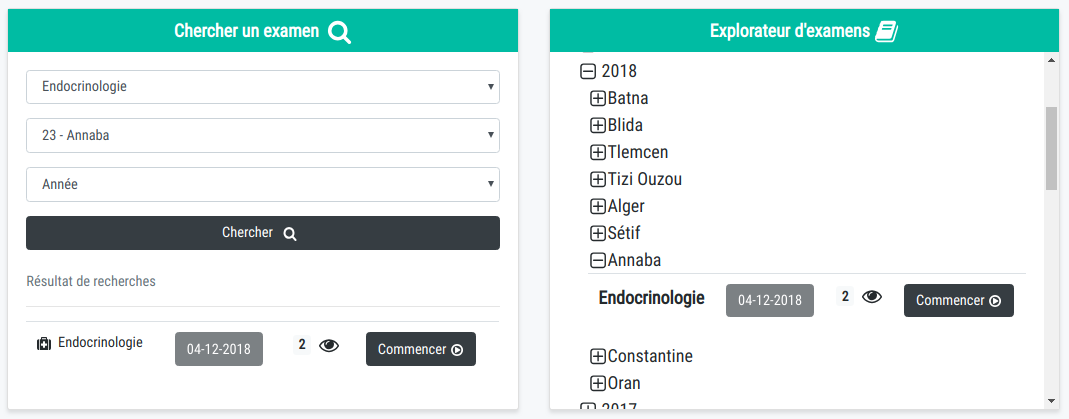 Chercher un examen
Endocrinologie
23 - Annaba
Année
Chercher
Résultat de recherches
Endocrinologie 04-12-2018 2 Commencer
Explorateur d'examens
2018
Batna
Blida
Tlemcen
Tizi Ouzou
Alger
Sétif
Annaba
Endocrinologie 04-12-2018 2 Commencer
Constantine
Oran
2017